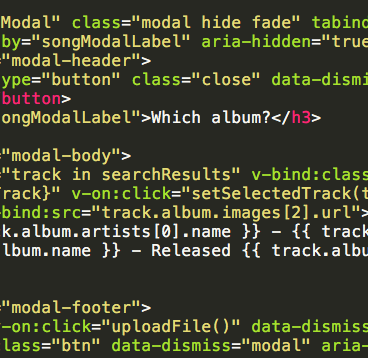 Modal" class="modal hide fade" tabind
by="songModalLabel" aria-hidden="true
"modal-header">
ype="button" class="close" data-dismi
button>
ongModalLabel">Which album?</h3>
="modal-body">
="track in searchResults" v-bind:class
Track}" v-on:click="setSelectedTrack(t
-bind:src="track.album.images[2].url">
k.album.artists[0].name }} - {{ track
lbum.name }} - Released {{ track.albu
="modal-footer">
v-on:click="uploadFile()" data-dismiss
lass="btn" data-dismiss="modal" aria-